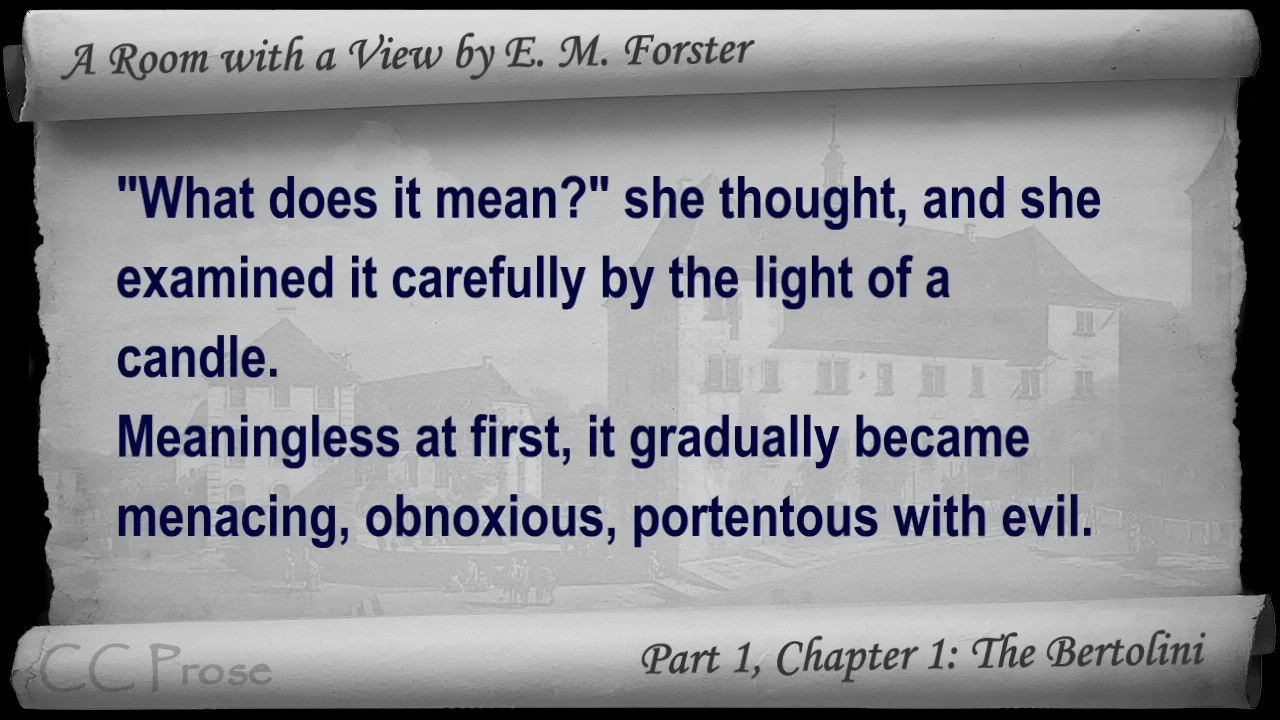 A Room with a View by E. M. Forster
"What does it mean?" she thought, and she
examined it carefully by the light of a
candle.
Meaningless at first, it gradually became
menacing, obnoxious, portentous with evil.
CC Prose
Part 1, Chapter 1: The Bertolini